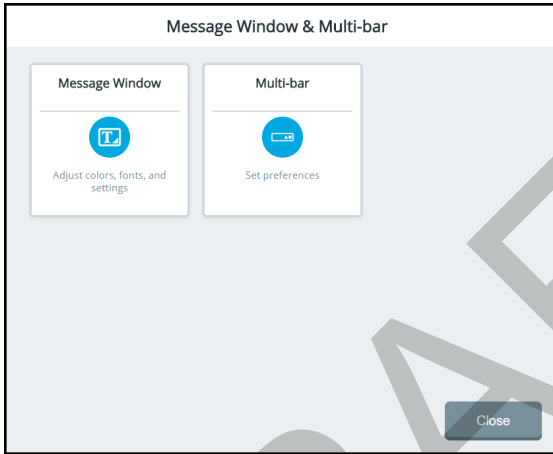 Message Window & Multi-bar
Message Window
Multi-bar
Adjust colors, fonts, and
settings
Set preferences
Close